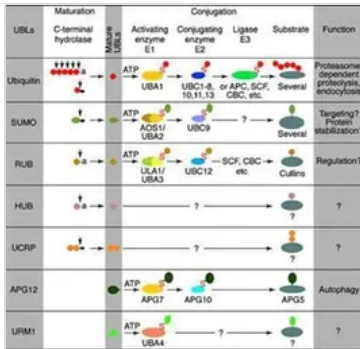 Maturation
Conjugation
UBLs
C-terminal
hydrolase
Mature
UBLs
Activating
enzyme
E1
Conjugating
enzyme
E2
Ligase
E3
Substrate
Function
Ubiquitin
a
ATP
S
UBA1
S
UBC1-8,
10,11,13
or APC, SCF,
CBC, etc.
Several
Proteasome
dependent
proteolysis,
endocytosis
SUMO
a
ATP
S
AOS1/
UBA2
S
UBC9
?
Several
Targeting?
Protein
stabilization
RUB
a
ATP
S
ULA1/
UBA3
S
UBC12
SCF, CBC
etc
Cullins
Regulation?
HUB
a
?
?
?
UCRP
a
?
?
?
APG12
ATP
S
APG7
S
APG10
APG5
Autophagy
URM1
ATP
S
UBA4
?
?
?